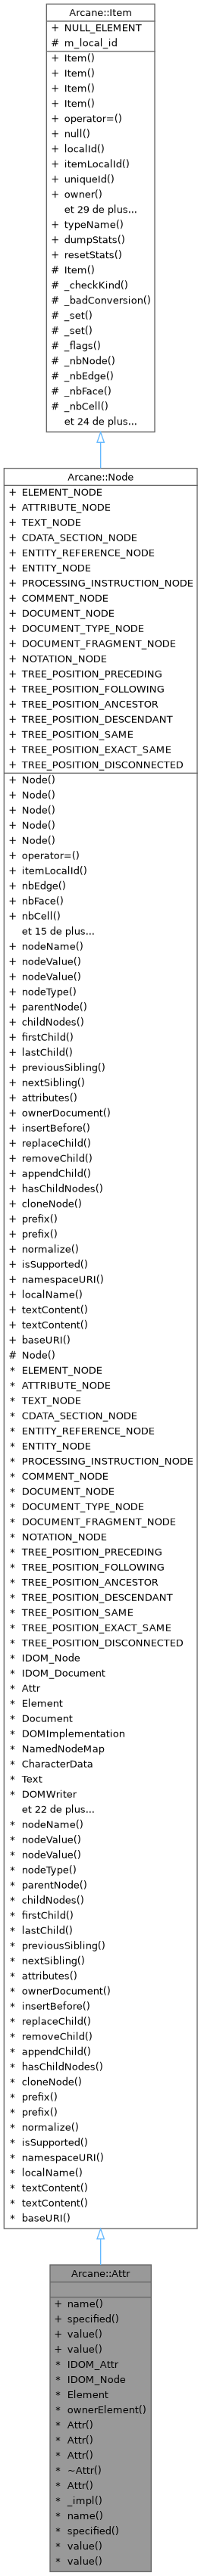 Arcane::Item
+ NULL_ELEMENT
# m_local_id
+ Item()
+ Item()
+ Item()
+ Item()
+ operator=()
+ null()
+ localId()
+ itemLocalId()
+ uniqueId()
+ owner()
et 29 de plus...
+ typeName()
+ dumpStats()
+ resetStats()
# Item()
# _checkKind()
# _badConversion()
# _set()
# _set()
# _flags()
# _nbNode()
# _nbEdge()
# _nbFace()
# _nbCell()
et 24 de plus...
Arcane::Node
+ ELEMENT_NODE
+ ATTRIBUTE_NODE
+ TEXT_NODE
+ CDATA_SECTION_NODE
+ ENTITY_REFERENCE_NODE
+ ENTITY_NODE
+ PROCESSING_INSTRUCTION_NODE
+ COMMENT_NODE
+ DOCUMENT_NODE
+ DOCUMENT_TYPE_NODE
+ DOCUMENT_FRAGMENT_NODE
+ NOTATION_NODE
+ TREE_POSITION_PRECEDING
+ TREE_POSITION_FOLLOWING
+ TREE_POSITION_ANCESTOR
+ TREE_POSITION_DESCENDANT
+ TREE_POSITION_SAME
+ TREE_POSITION_EXACT_SAME
+ TREE_POSITION_DISCONNECTED
+ Node()
+ Node()
+ Node()
+ Node()
+ Node()
+ operator=()
+ itemLocalId()
+ nbEdge()
+ nbFace()
+ nbCell()
et 15 de plus...
+ nodeName()
+ nodeValue()
+ nodeValue()
+ nodeType()
+ parentNode()
+ childNodes()
+ firstChild()
+ lastChild()
+ previousSibling()
+ nextSibling()
+ attributes()
+ ownerDocument()
+ insertBefore()
+ replaceChild()
+ removeChild()
+ appendChild()
+ hasChildNodes()
+ cloneNode()
+ prefix()
+ prefix()
+ normalize()
+ isSupported()
+ namespaceURI()
+ localName()
+ textContent()
+ textContent()
+ baseURI()
# Node()
* ELEMENT_NODE
* ATTRIBUTE_NODE
* TEXT_NODE
* CDATA_SECTION_NODE
* ENTITY_REFERENCE_NODE
* ENTITY_NODE
* PROCESSING_INSTRUCTION_NODE
* COMMENT_NODE
* DOCUMENT_NODE
* DOCUMENT_TYPE_NODE
* DOCUMENT_FRAGMENT_NODE
* NOTATION_NODE
* TREE_POSITION_PRECEDING
* TREE_POSITION_FOLLOWING
* TREE_POSITION_ANCESTOR
* TREE_POSITION_DESCENDANT
* TREE_POSITION_SAME
* TREE_POSITION_EXACT_SAME
* TREE_POSITION_DISCONNECTED
* IDOM_Node
* IDOM_Document
* Attr
* Element
* Document
* DOMImplementation
* NamedNodeMap
* CharacterData
* Text
* DOMWriter
et 22 de plus...
* nodeName()
* nodeValue()
* nodeValue()
* nodeType()
* parentNode()
* childNodes()
* firstChild()
* lastChild()
* previousSibling()
* nextSibling()
* attributes()
* ownerDocument()
* insertBefore()
* replaceChild()
* removeChild()
* appendChild()
* hasChildNodes()
* cloneNode()
* prefix()
* prefix()
* normalize()
* isSupported()
* namespaceURI()
* localName()
* textContent()
* textContent()
* baseURI()
Arcane::Attr
+ name()
+ specified()
+ value()
+ value()
* IDOM_Attr
* IDOM_Node
* Element
* ownerElement()
* Attr()
* Attr()
* Attr()
* ~Attr()
* Attr()
* _impl()
* name()
* specified()
* value()
* value()